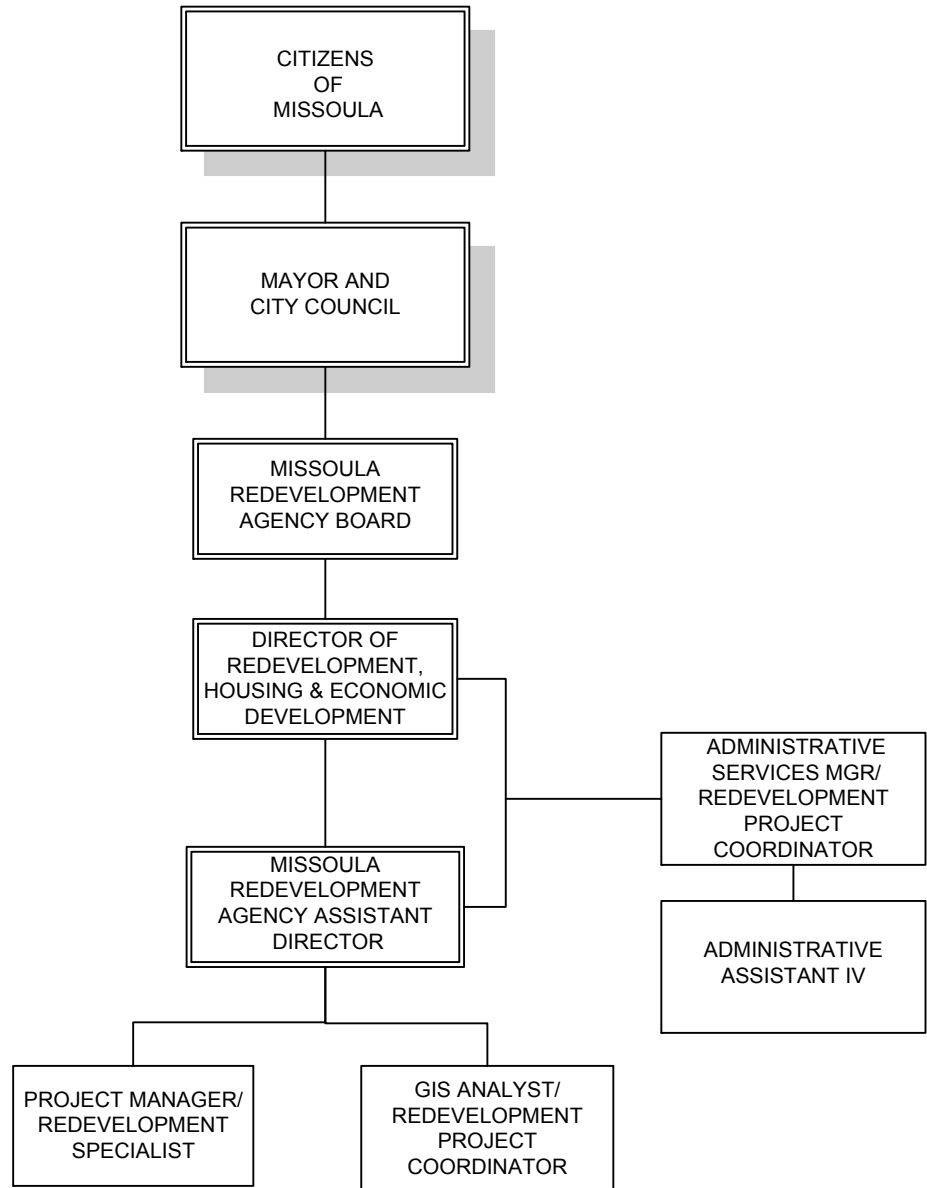 CITIZENS
OF
MISSOULA
MAYOR AND
CITY COUNCIL
MISSOULA
REDEVELOPMENT
AGENCY BOARD
DIRECTOR OF
REDEVELOPMENT,
HOUSING & ECONOMIC
DEVELOPMENT
ADMINISTRATIVE
SERVICES MGR/
REDEVELOPMENT
PROJECT
COORDINATOR
MISSOULA
REDEVELOPMENT
AGENCY ASSISTANT
DIRECTOR
ADMINISTRATIVE
ASSISTANT IV
PROJECT MANAGER/
REDEVELOPMENT
SPECIALIST
GIS ANALYST/
REDEVELOPMENT
PROJECT
COORDINATOR